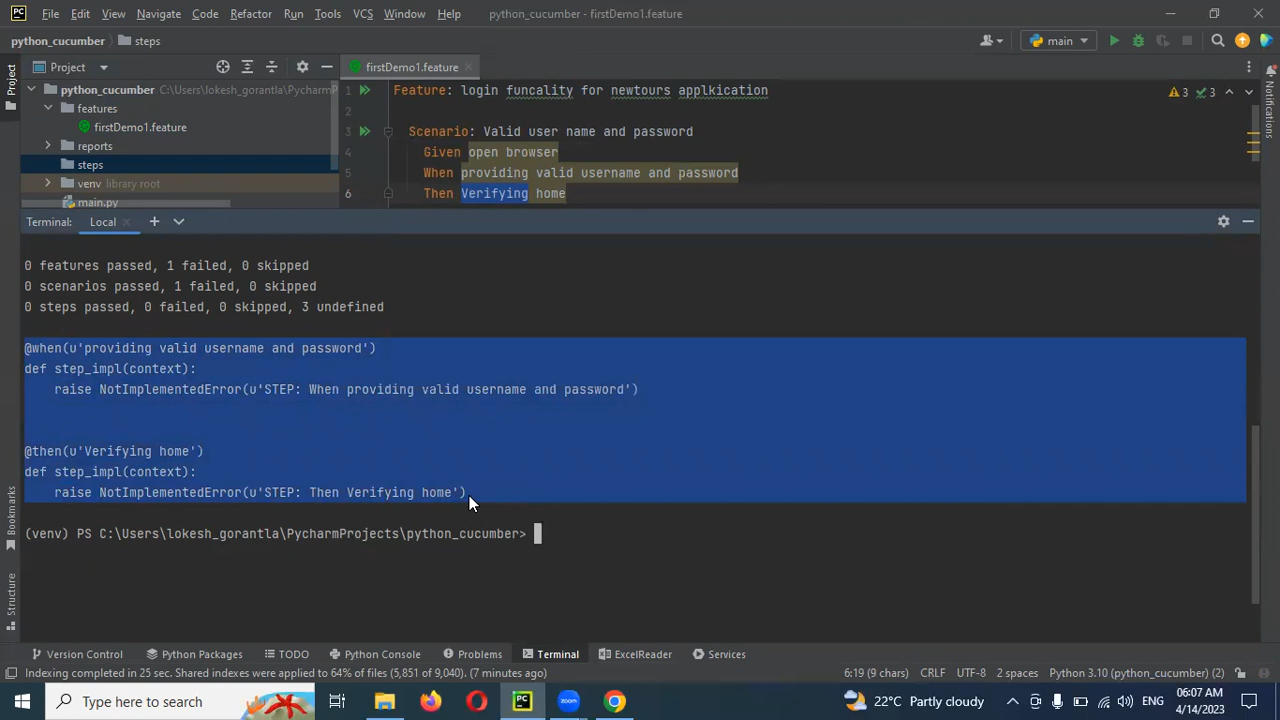 PC File Edit View Navigate Code Refactor Run Tools VCS Window Help python_cucumber - firstDemo1.feature
python_cucumber steps main
Project
Project
firstDemo1.feature
python_cucumber C:\Users\lokesh_gorantla\PycharmP
features
firstDemo1.feature
reports
steps
venv library root
main.py
1 Feature: login funcality for newtours applkication
2
3 Scenario: Valid user name and password
4 Given open browser
5 When providing valid username and password
6 Then Verifying home
3 3
Notifications
Terminal: Local
0 features passed, 1 failed, 0 skipped
0 scenarios passed, 1 failed, 0 skipped
0 steps passed, 0 failed, 0 skipped, 3 undefined
@when(u'providing valid username and password')
def step_impl(context):
raise NotImplementedError(u'STEP: When providing valid username and password')
@then(u'Verifying home')
def step_impl(context):
raise NotImplementedError(u'STEP: Then Verifying home')
(venv) PS C:\Users\lokesh_gorantla\PycharmProjects\python_cucumber>
Bookmarks
Structure
Version Control Python Packages TODO Python Console Problems Terminal ExcelReader Services
Indexing completed in 25 sec. Shared indexes were applied to 64% of files (5,851 of 9,040). (7 minutes ago) 6:19 (9 chars) CRLF UTF-8 2 spaces Python 3.10 (python_cucumber) (2)
Type here to search PC zoom 22°C Partly cloudy ENG 06:07 AM
4/14/2023